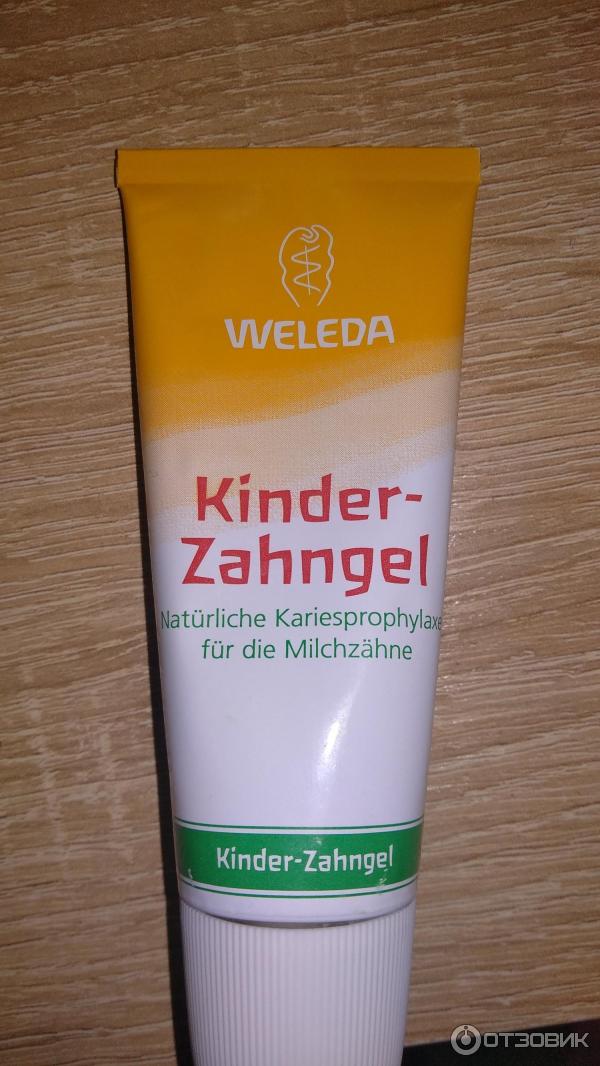 WELEDA
Kinder-
Zahngel
Natürliche Kariesprophylaxe
für die Milchzähne
Kinder-Zahngel
ОТЗОВИК